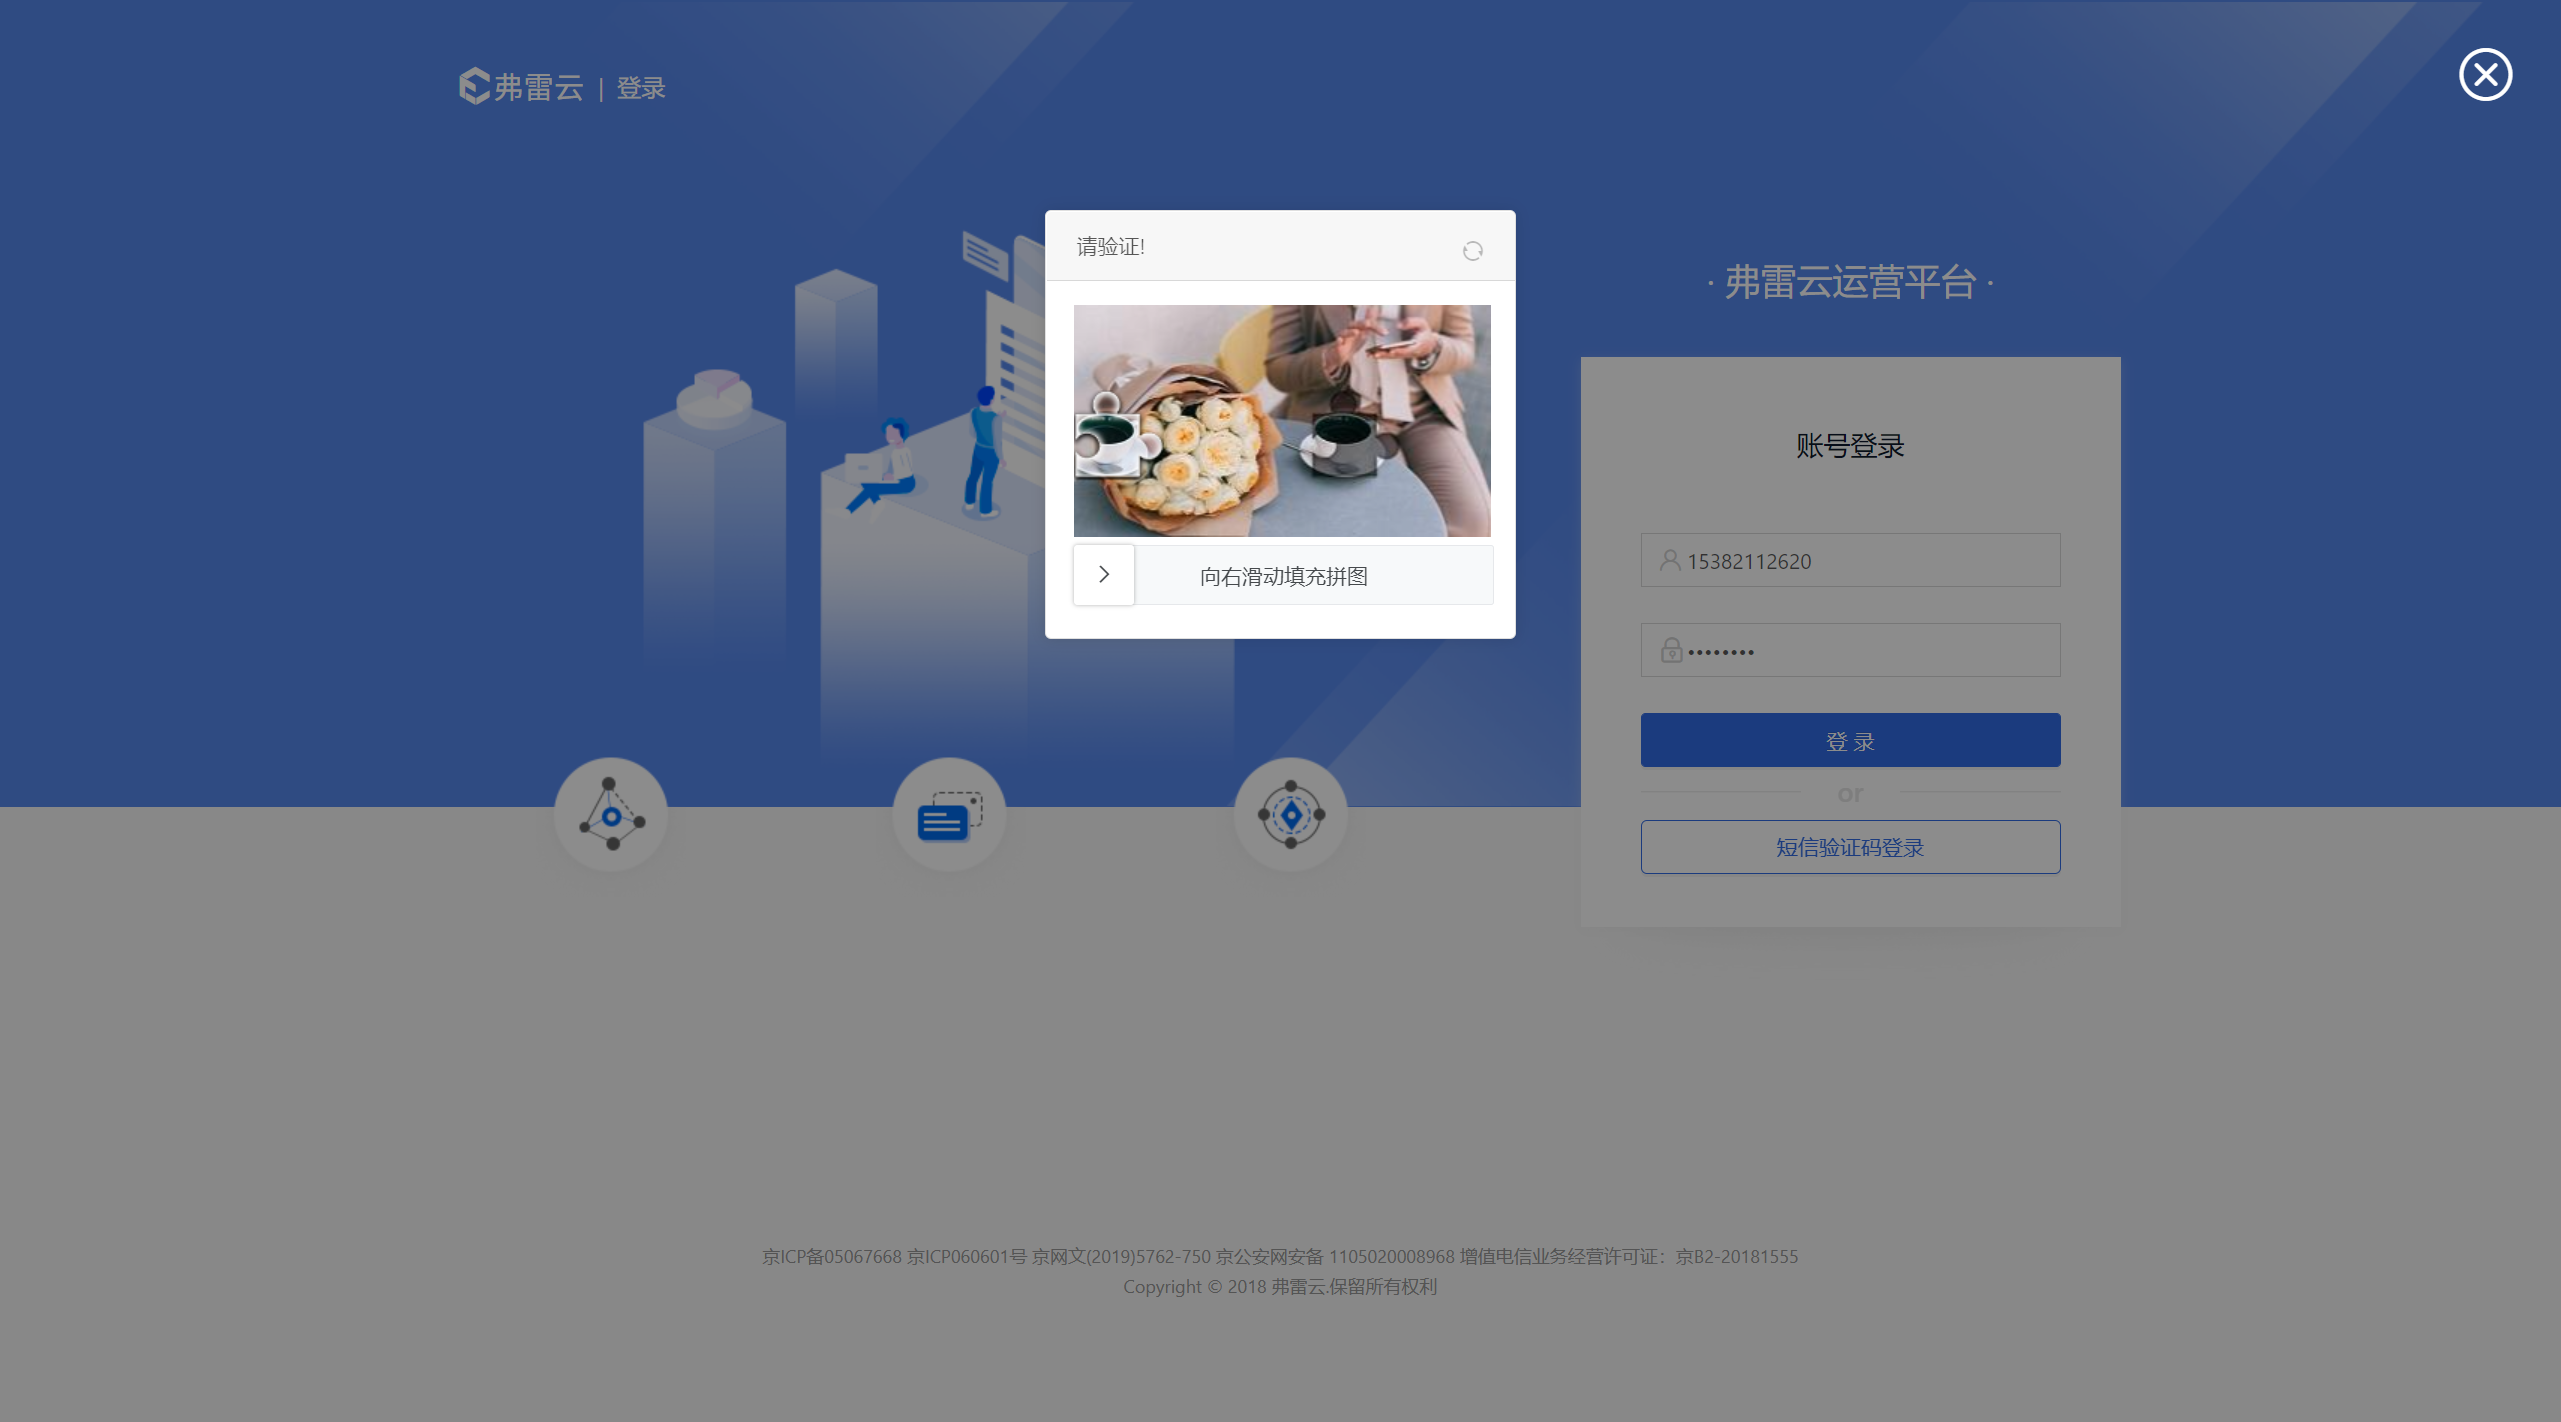 弗雷云 | 登录
请验证!
向右滑动填充拼图
· 弗雷云运营平台 ·
账号登录
15382112620
••••••••
登 录
or
短信验证码登录
京ICP备05067668 京ICP060601号 京网文(2019)5762-750 京公安网安备 1105020008968 增值电信业务经营许可证：京B2-20181555
Copyright © 2018 弗雷云.保留所有权利